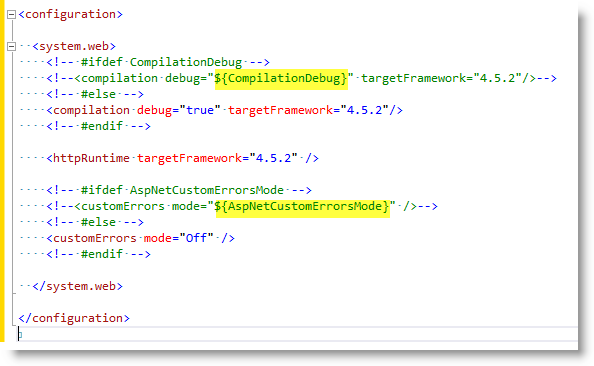 <configuration>
<system.web>
<!-- #ifdef CompilationDebug -->
<!--<compilation debug="${CompilationDebug}" targetFramework="4.5.2"/>-->
<!-- #else -->
<compilation debug="true" targetFramework="4.5.2"/>
<!-- #endif -->
<httpRuntime targetFramework="4.5.2" />
<!-- #ifdef AspNetCustomErrorsMode -->
<!--<customErrors mode="${AspNetCustomErrorsMode}" />-->
<!-- #else -->
<customErrors mode="Off" />
<!-- #endif -->
</system.web>
</configuration>